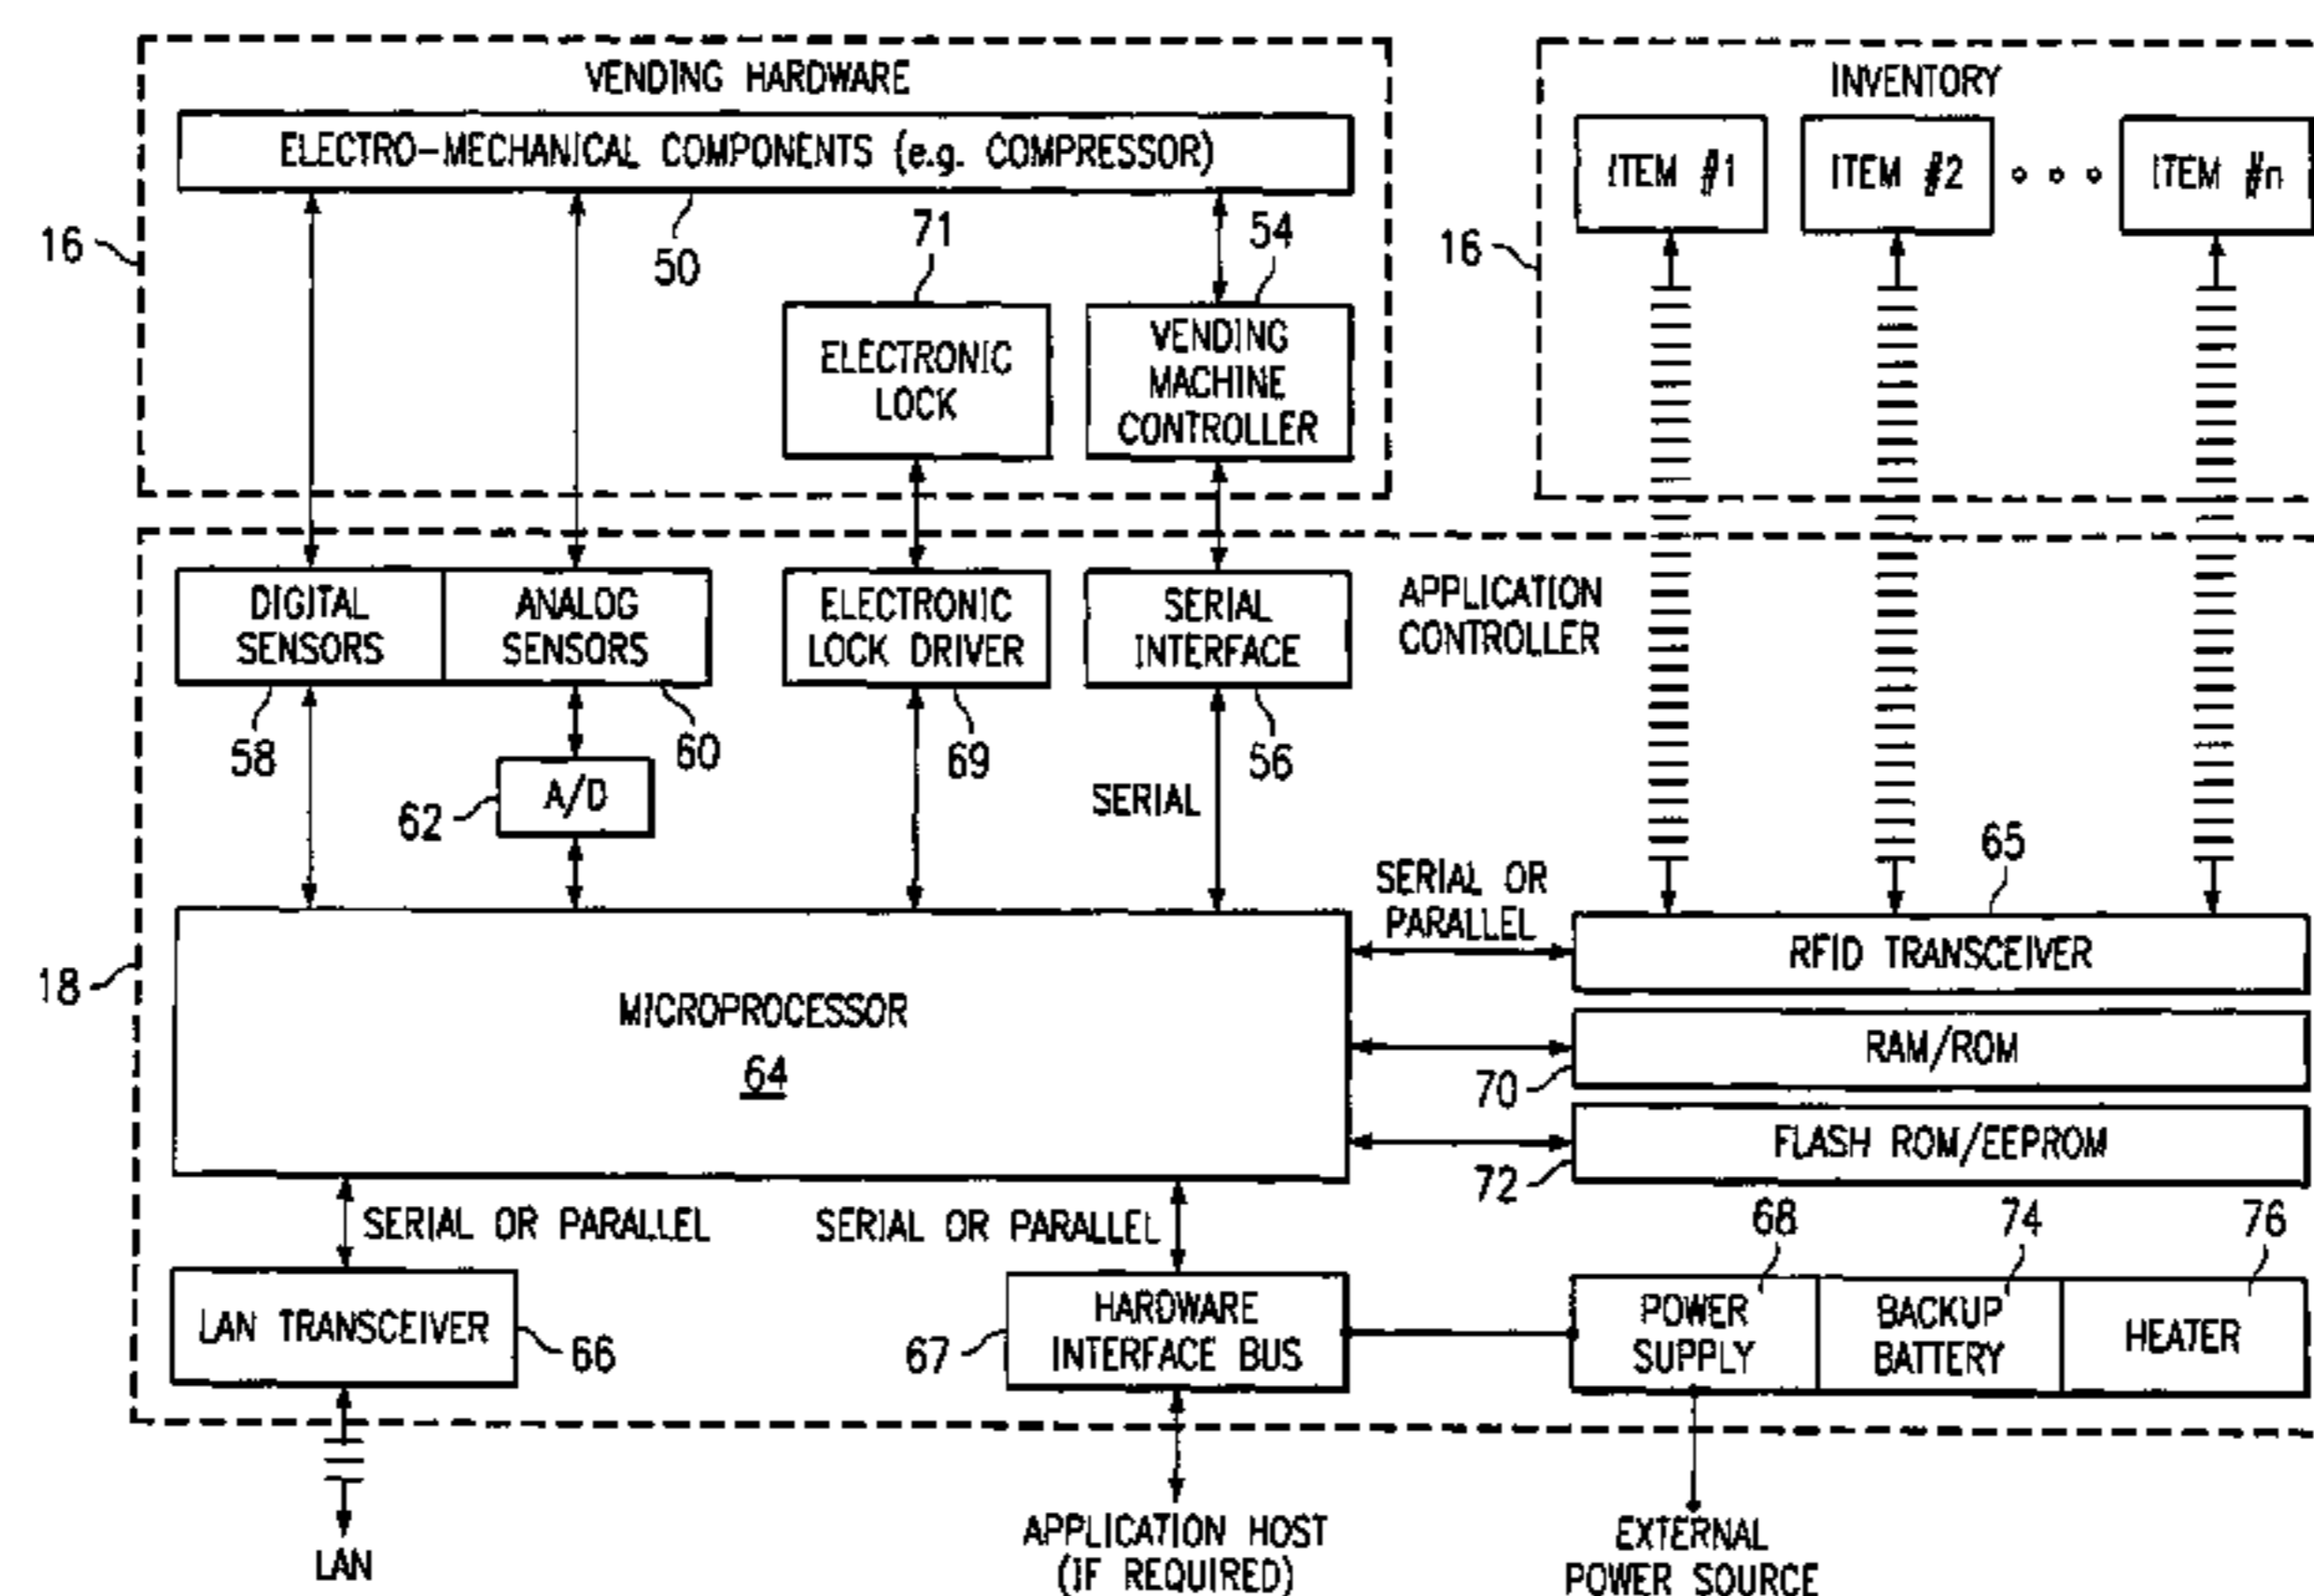 VENDING HARDWARE
ELECTRO-MECHANICAL COMPONENTS (e.g. COMPRESSOR)
16
50
71
54
ELECTRONIC
LOCK
VENDING
MACHINE
CONTROLLER
INVENTORY
ITEM #1
ITEM #2
ITEM #n
16
DIGITAL
SENSORS
ANALOG
SENSORS
ELECTRONIC
LOCK DRIVER
SERIAL
INTERFACE
APPLICATION
CONTROLLER
58
60
69
56
62
A/D
SERIAL
SERIAL OR
PARALLEL
65
18
MICROPROCESSOR
64
RFID TRANSCEIVER
RAM/ROM
70
FLASH ROM/EEPROM
72
SERIAL OR PARALLEL
SERIAL OR PARALLEL
68
74
76
LAN TRANSCEIVER
66
67
HARDWARE
INTERFACE BUS
POWER
SUPPLY
BACKUP
BATTERY
HEATER
LAN
APPLICATION HOST
(IF REQUIRED)
EXTERNAL
POWER SOURCE